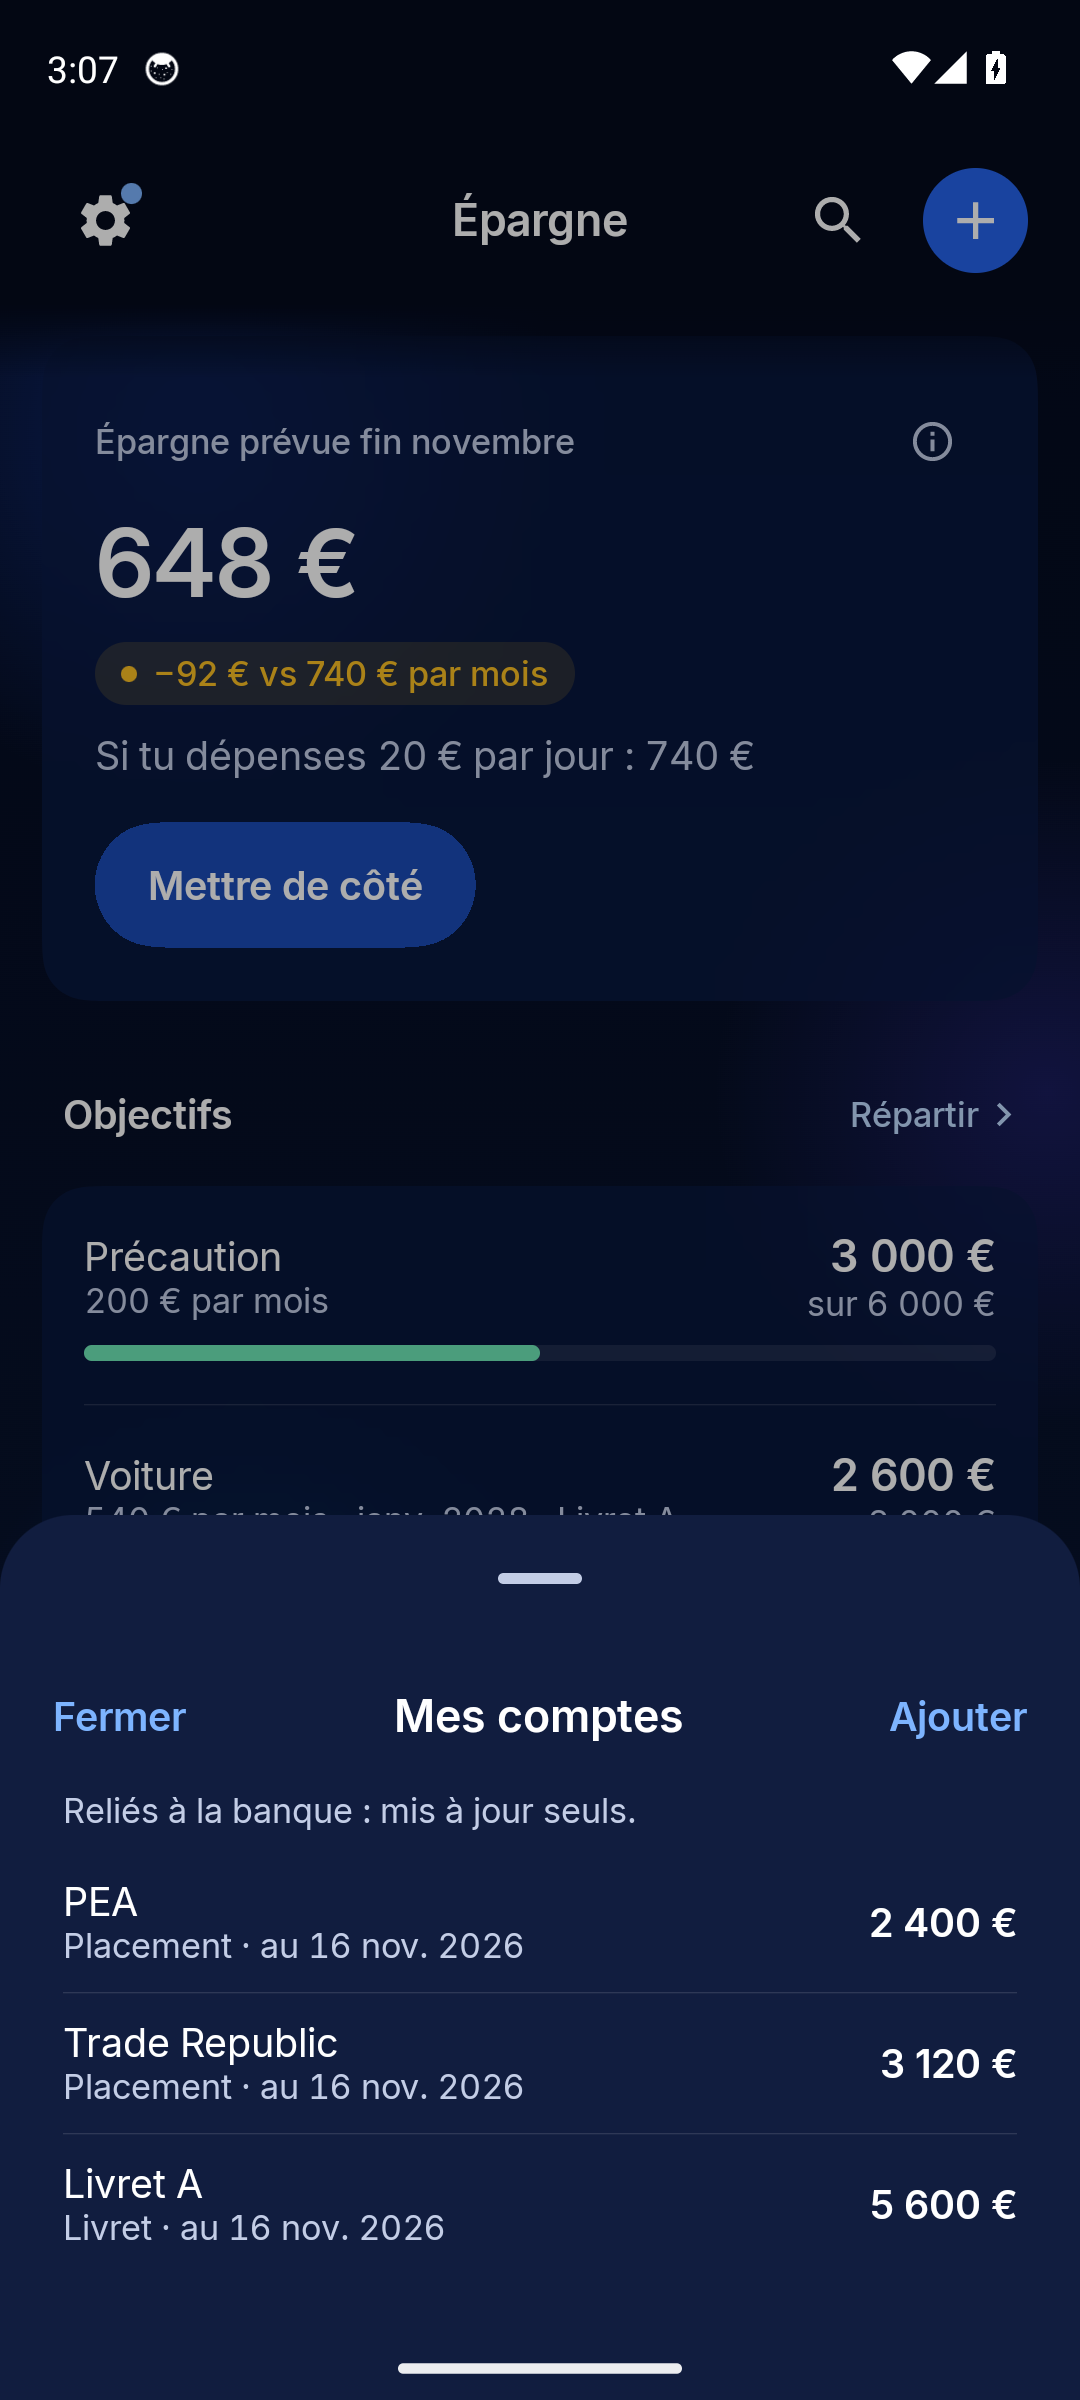 3:07
Épargne
Épargne prévue fin novembre
648 €
−92 € vs 740 € par mois
Si tu dépenses 20 € par jour : 740 €
Mettre de côté
Objectifs
Répartir
Précaution
3 000 €
200 € par mois
sur 6 000 €
Voiture
2 600 €
Fermer
Mes comptes
Ajouter
Reliés à la banque : mis à jour seuls.
PEA
2 400 €
Placement · au 16 nov. 2026
Trade Republic
3 120 €
Placement · au 16 nov. 2026
Livret A
5 600 €
Livret · au 16 nov. 2026